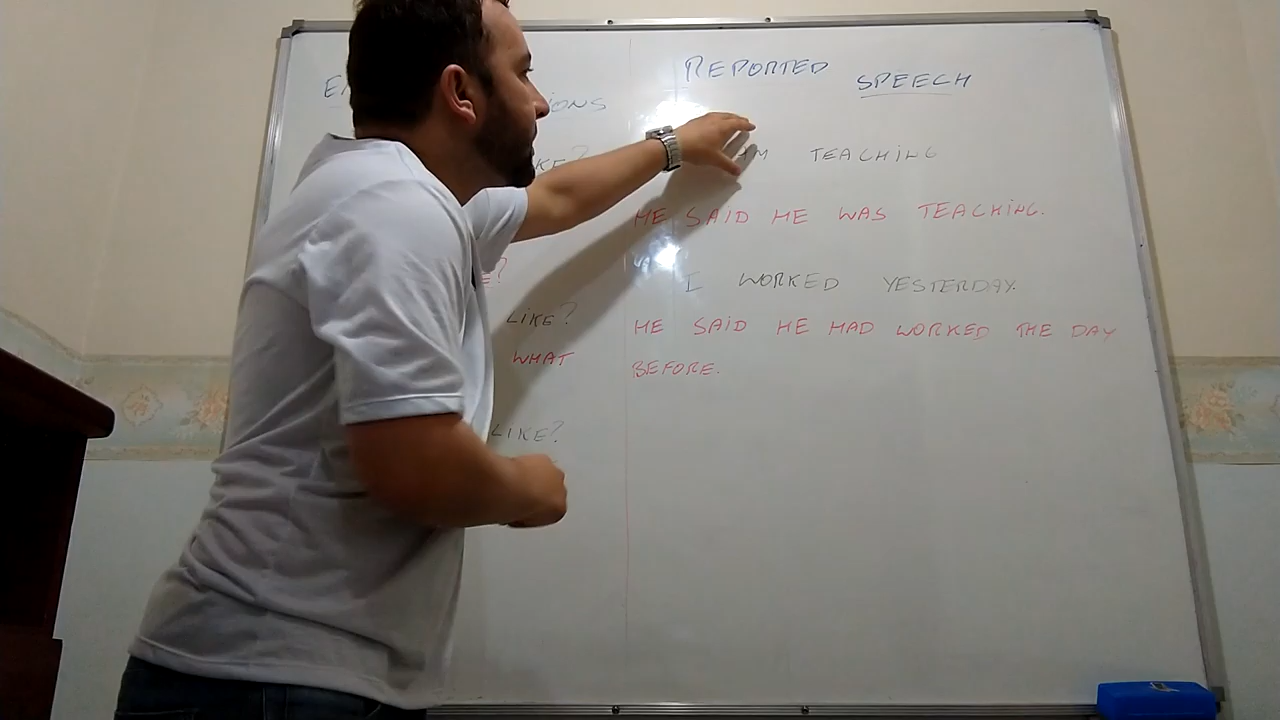 REPORTED SPEECH
AM TEACHING
HE SAID HE WAS TEACHING.
I WORKED YESTERDAY.
HE SAID HE HAD WORKED THE DAY
BEFORE.
LIKE?
WHAT
LIKE?